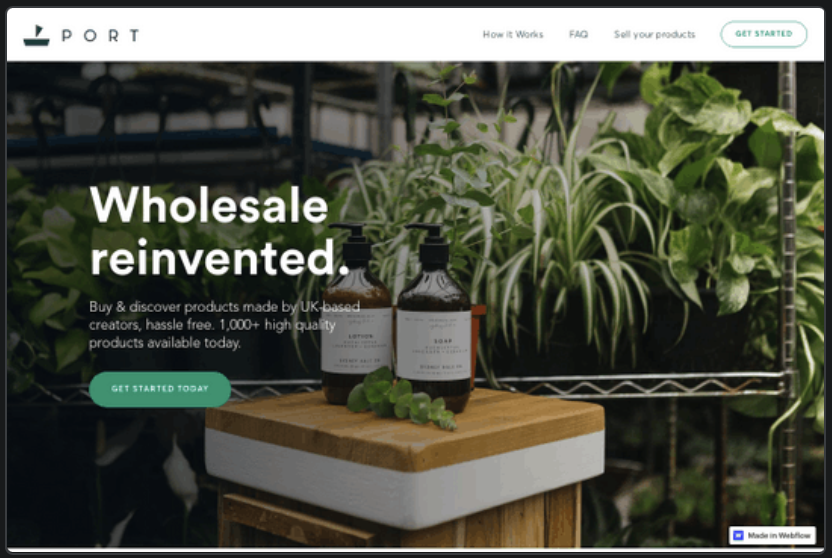 PORT
How it Works FAQ Sell your products GET STARTED
Wholesale
reinvented.
Buy & discover products made by UK-based
creators, hassle free. 1,000+ high quality
products available today.
LOTION
SOAP
GET STARTED TODAY
Made in Webflow